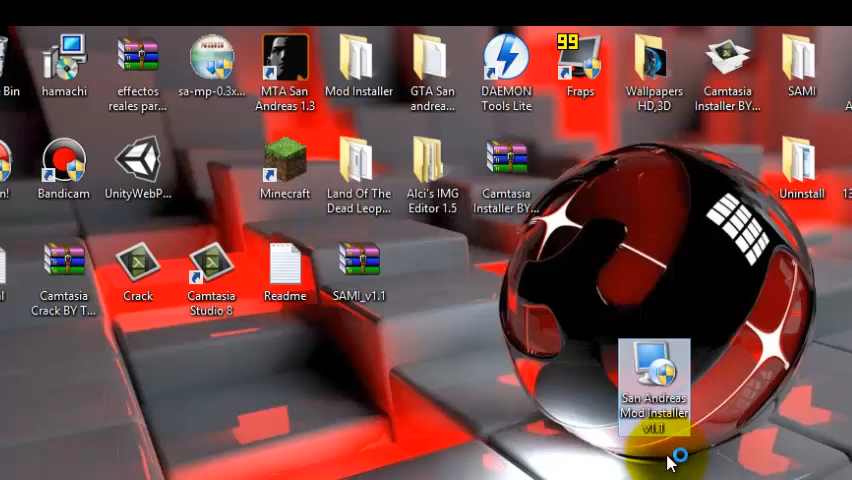 99
Bin
hamachi
effectos
reales par...
Nata
sa-mp-0.3x...
MTA San
Andreas 1.3
Mod Installer
GTA San
andrea...
DAEMON
Tools Lite
Fraps
Wallpapers
HD,3D
Camtasia
Installer BY...
SAMI
A
n!
Bandicam
UnityWebP...
Minecraft
Land Of The
Dead Leop...
Alci's IMG
Editor 1.5
Camtasia
Installer BY...
Uninstall
13
al
Camtasia
Crack BY T...
Crack
Camtasia
Studio 8
Readme
SAMI_v1.1
San Andreas
Mod Installer
v1.1